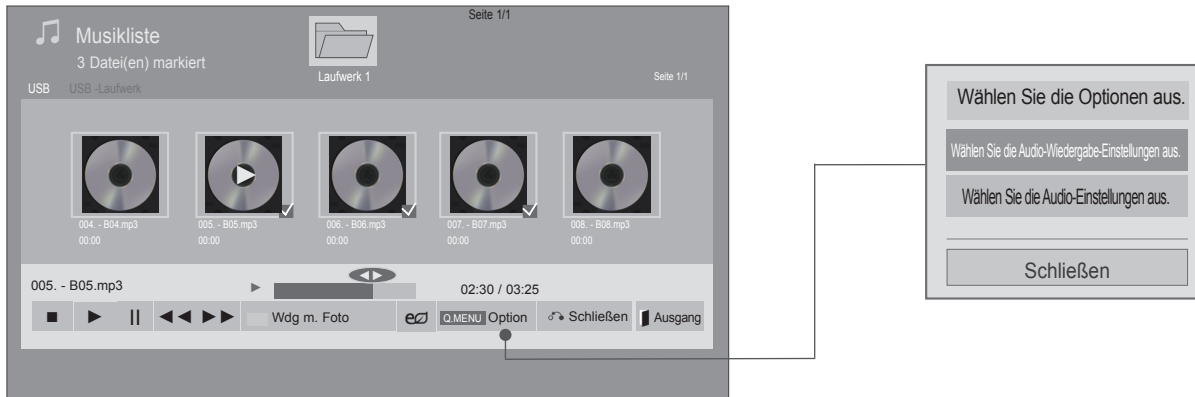 Seite 1/1
Musikliste
3 Datei(en) markiert
Laufwerk 1
Seite 1/1
USB USB -Laufwerk
004. - B04.mp3 005. - B05.mp3 006. - B06.mp3 007. - B07.mp3 008. - B08.mp3
00:00 00:00 00:00 00:00 00:00
005. - B05.mp3 02:30 / 03:25
Wdg m. Foto Q.MENU Option Schließen Ausgang
Wählen Sie die Optionen aus.
Wählen Sie die Audio-Wiedergabe-Einstellungen aus.
Wählen Sie die Audio-Einstellungen aus.
Schließen